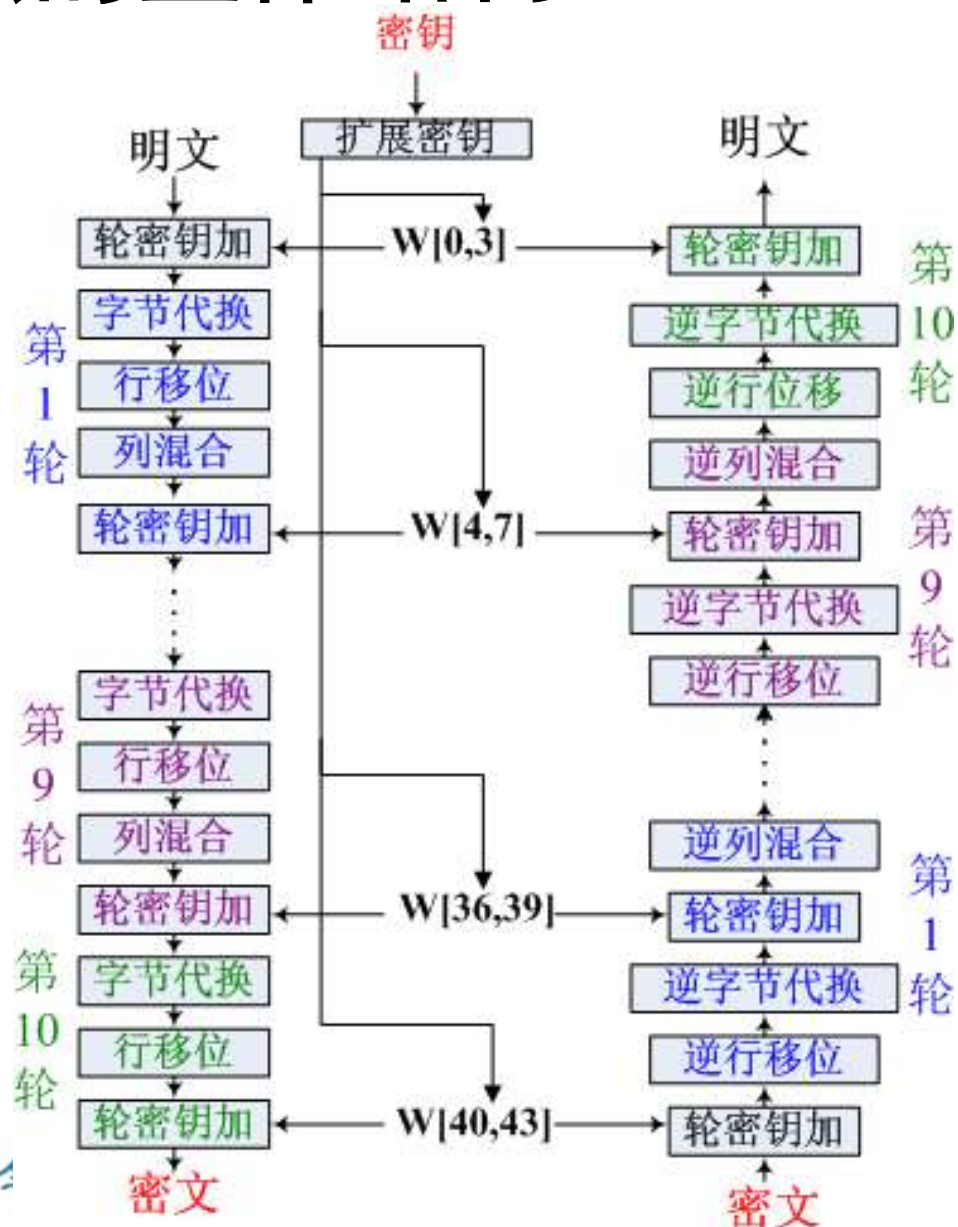 密钥
扩展密钥
明文
轮密钥加
字节代换
行移位
列混合
轮密钥加
字节代换
行移位
列混合
轮密钥加
字节代换
行移位
轮密钥加
密文
第
1
轮
第
9
轮
第
10
轮
W[0,3]
W[4,7]
W[36,39]
W[40,43]
明文
轮密钥加
逆字节代换
逆行位移
逆列混合
轮密钥加
逆字节代换
逆行移位
逆列混合
轮密钥加
逆字节代换
逆行移位
轮密钥加
密文
第
10
轮
第
9
轮
第
1
轮